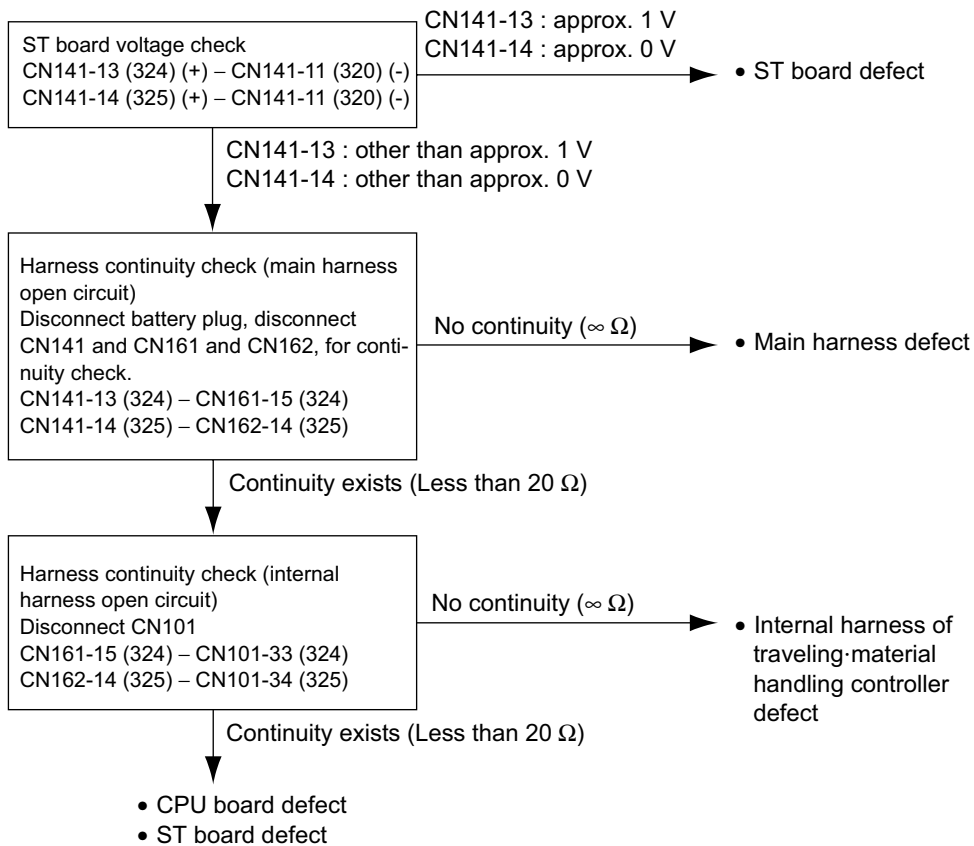 CN141-13 : approx. 1 V
CN141-14 : approx. 0 V
ST board voltage check
CN141-13 (324) (+) – CN141-11 (320) (-)
CN141-14 (325) (+) – CN141-11 (320) (-)
• ST board defect
CN141-13 : other than approx. 1 V
CN141-14 : other than approx. 0 V
Harness continuity check (main harness
open circuit)
Disconnect battery plug, disconnect
CN141 and CN161 and CN162, for conti-
nuity check.
CN141-13 (324) – CN161-15 (324)
CN141-14 (325) – CN162-14 (325)
No continuity (∞ Ω)
• Main harness defect
Continuity exists (Less than 20 Ω)
Harness continuity check (internal
harness open circuit)
Disconnect CN101
CN161-15 (324) – CN101-33 (324)
CN162-14 (325) – CN101-34 (325)
No continuity (∞ Ω)
• Internal harness of
traveling·material
handling controller
defect
Continuity exists (Less than 20 Ω)
• CPU board defect
• ST board defect